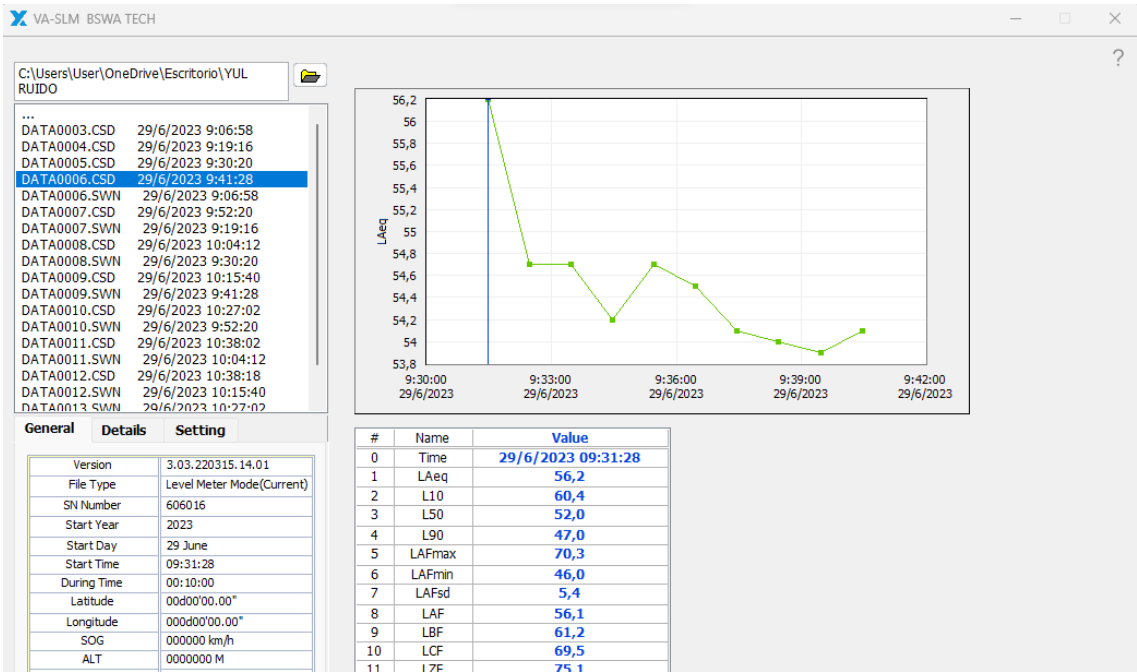 VA-SLM BSWA TECH
?
C:\Users\User\OneDrive\Escritorio\YUL
RUIDO
...
DATA0003.CSD 29/6/2023 9:06:58
DATA0004.CSD 29/6/2023 9:19:16
DATA0005.CSD 29/6/2023 9:30:20
DATA0006.CSD 29/6/2023 9:41:28
DATA0006.SWN 29/6/2023 9:06:58
DATA0007.CSD 29/6/2023 9:52:20
DATA0007.SWN 29/6/2023 9:19:16
DATA0008.CSD 29/6/2023 10:04:12
DATA0008.SWN 29/6/2023 9:30:20
DATA0009.CSD 29/6/2023 10:15:40
DATA0009.SWN 29/6/2023 9:41:28
DATA0010.CSD 29/6/2023 10:27:02
DATA0010.SWN 29/6/2023 9:52:20
DATA0011.CSD 29/6/2023 10:38:02
DATA0011.SWN 29/6/2023 10:04:12
DATA0012.CSD 29/6/2023 10:38:18
DATA0012.SWN 29/6/2023 10:15:40
DATA0013 SWN 29/6/2023 10:27:02
General Details Setting
Version 3.03.220315.14.01
File Type Level Meter Mode(Current)
SN Number 606016
Start Year 2023
Start Day 29 June
Start Time 09:31:28
During Time 00:10:00
Latitude 00d00'00.00"
Longitude 000d00'00.00"
SOG 000000 km/h
ALT 0000000 M
LAeq
56,2
56
55,8
55,6
55,4
55,2
55
54,8
54,6
54,4
54,2
54
53,8
9:30:00 9:33:00 9:36:00 9:39:00 9:42:00
29/6/2023 29/6/2023 29/6/2023 29/6/2023 29/6/2023
# Name Value
0 Time 29/6/2023 09:31:28
1 LAeq 56,2
2 L10 60,4
3 L50 52,0
4 L90 47,0
5 LAFmax 70,3
6 LAFmin 46,0
7 LAFsd 5,4
8 LAF 56,1
9 LBF 61,2
10 LCF 69,5
11 LZF 75,1